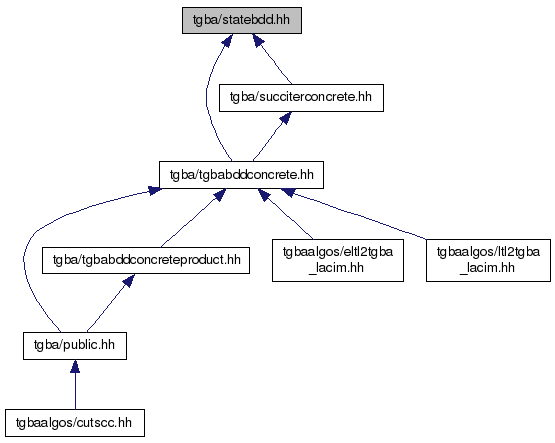 tgba/statebdd.hh
tgba/succiterconcrete.hh
tgba/tgbabddconcrete.hh
tgba/tgbabddconcreteproduct.hh
tgbaalgos/eltl2tgba
_lacim.hh
tgbaalgos/ltl2tgba
_lacim.hh
tgba/public.hh
tgbaalgos/cutscc.hh